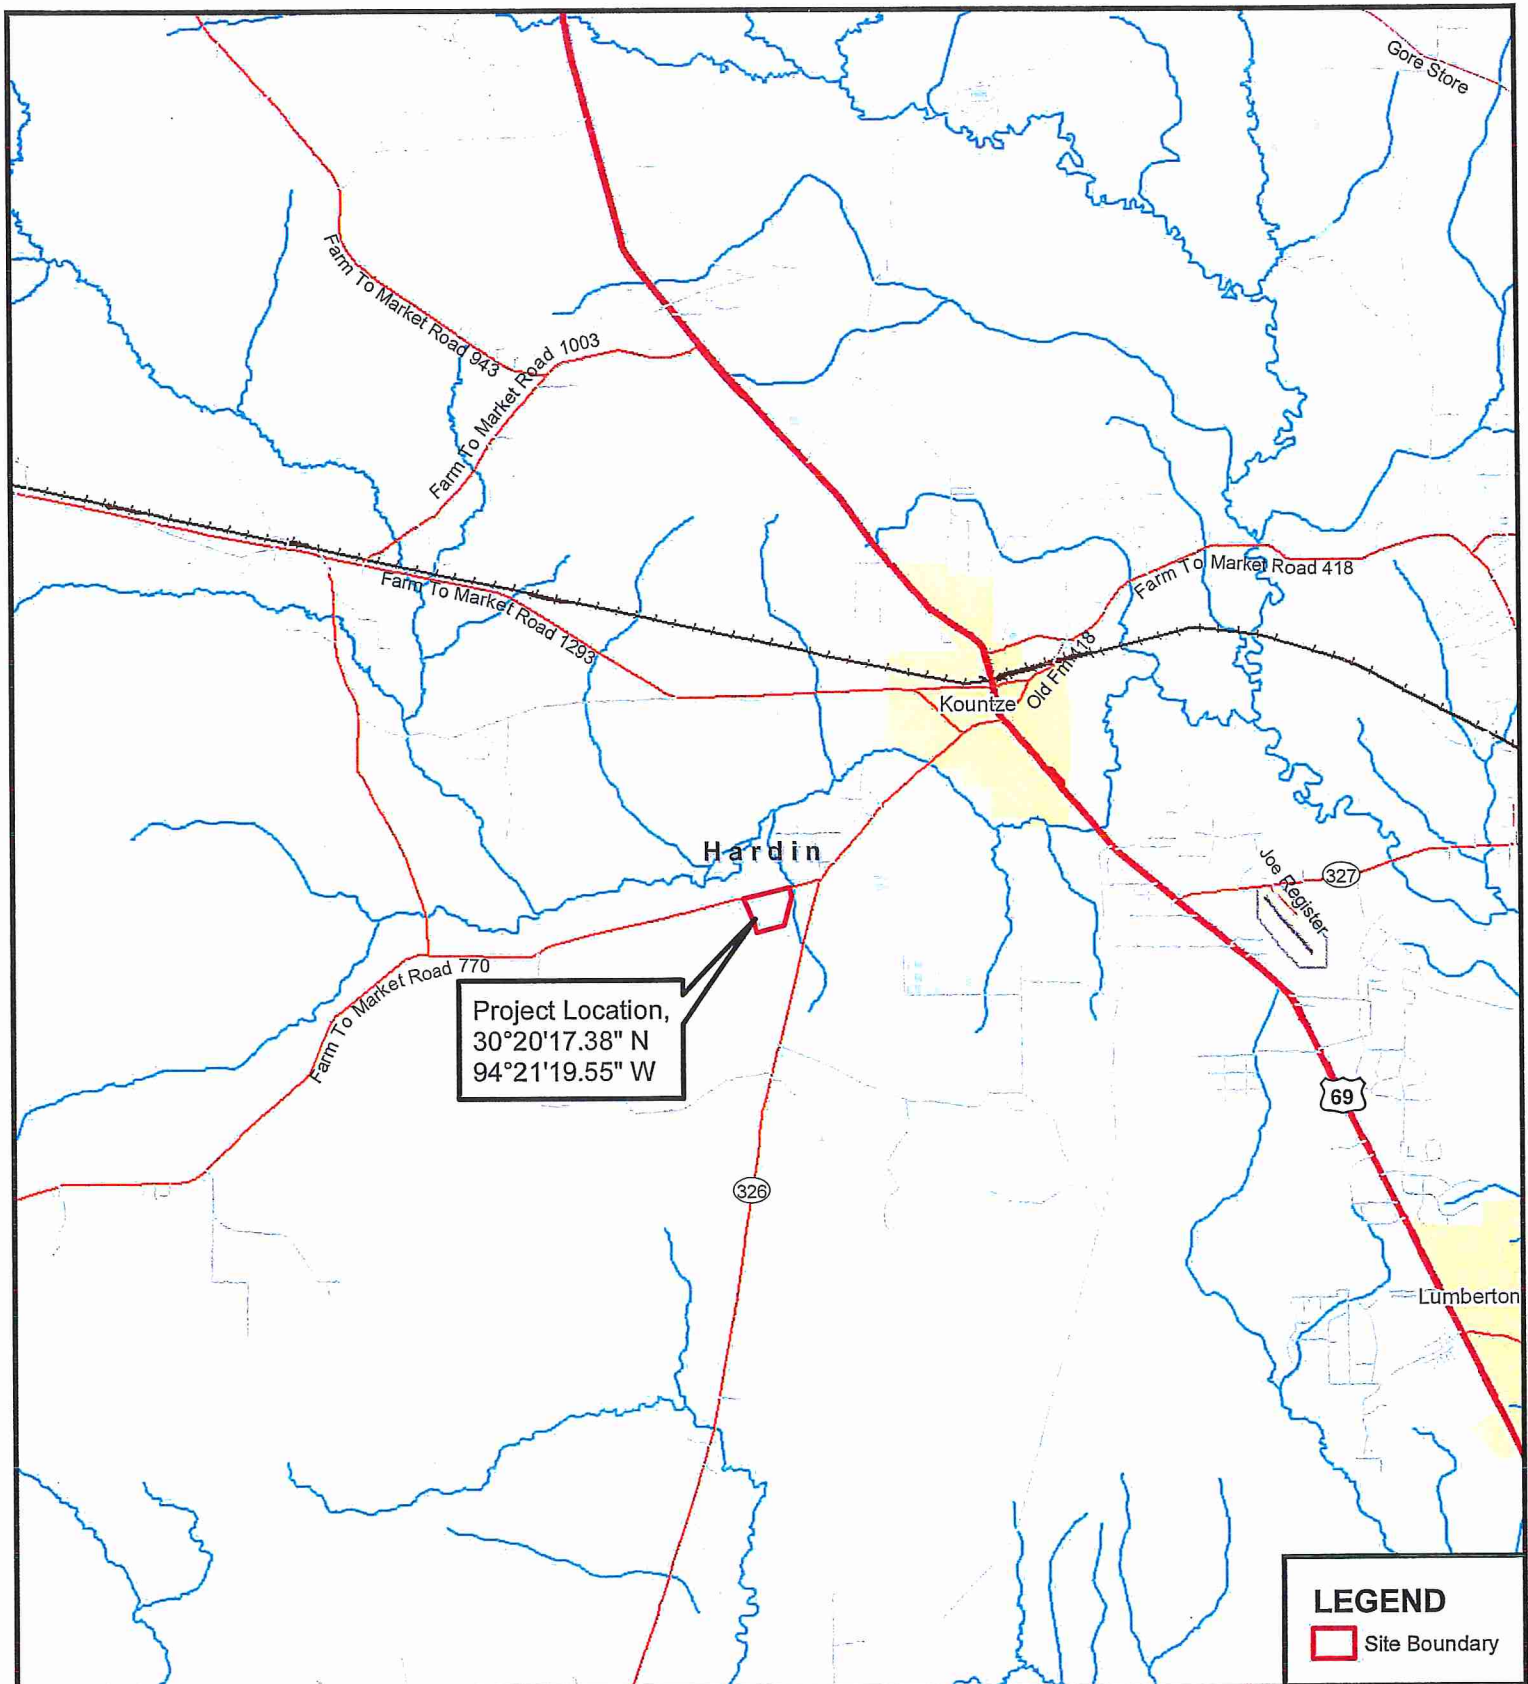 Gore Store
Farm To Market Road 943
Farm To Market Road 1003
Farm To Market Road 418
Farm To Market Road 1293
Old Fm 418
Kountze
Hardin
Joe Register
327
Farm To Market Road 770
Project Location,
30°20'17.38" N
94°21'19.55" W
69
326
Lumberton
LEGEND
Site Boundary